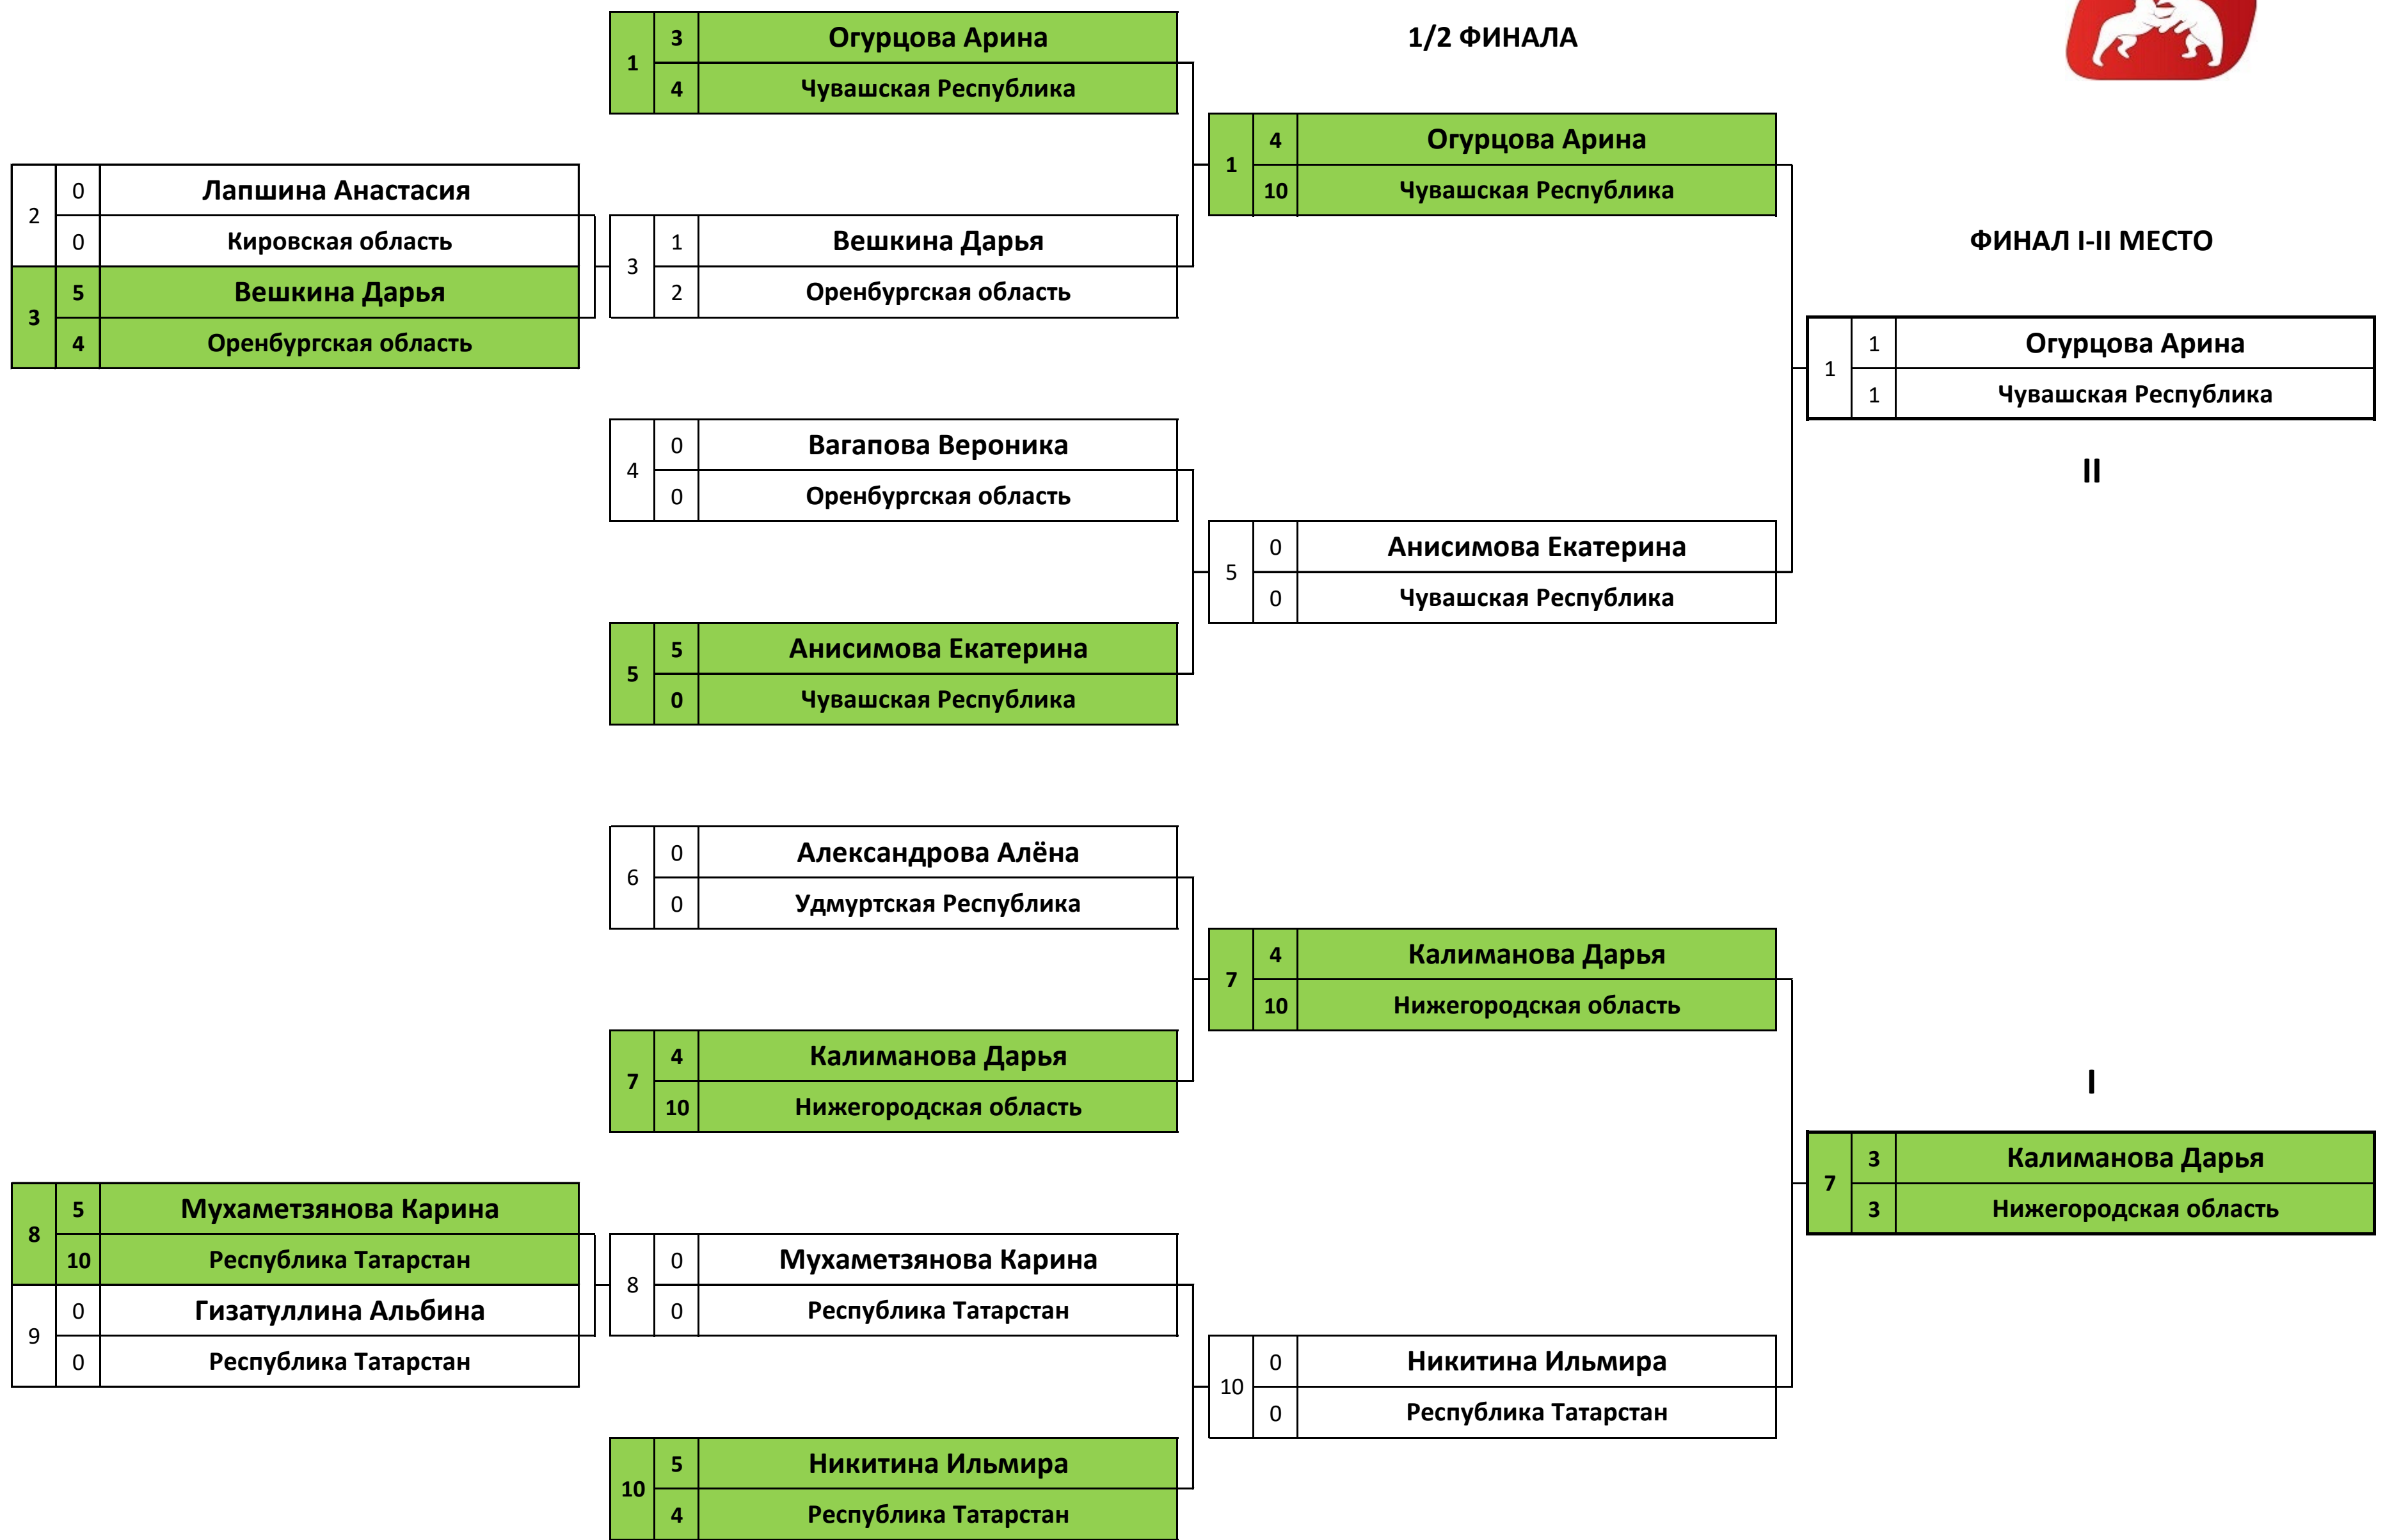 1 3 Огурцова Арина
4 Чувашская Республика
1/2 ФИНАЛА
1 4 Огурцова Арина
10 Чувашская Республика
2 0 Лапшина Анастасия
0 Кировская область
3 5 Вешкина Дарья
4 Оренбургская область
3 1 Вешкина Дарья
2 Оренбургская область
ФИНАЛ I-II МЕСТО
1 1 Огурцова Арина
1 Чувашская Республика
II
4 0 Вагапова Вероника
0 Оренбургская область
5 0 Анисимова Екатерина
0 Чувашская Республика
5 5 Анисимова Екатерина
0 Чувашская Республика
6 0 Александрова Алёна
0 Удмуртская Республика
7 4 Калиманова Дарья
10 Нижегородская область
7 4 Калиманова Дарья
10 Нижегородская область
I
7 3 Калиманова Дарья
3 Нижегородская область
8 5 Мухаметзянова Карина
10 Республика Татарстан
9 0 Гизатуллина Альбина
0 Республика Татарстан
8 0 Мухаметзянова Карина
0 Республика Татарстан
10 0 Никитина Ильмира
0 Республика Татарстан
10 5 Никитина Ильмира
4 Республика Татарстан